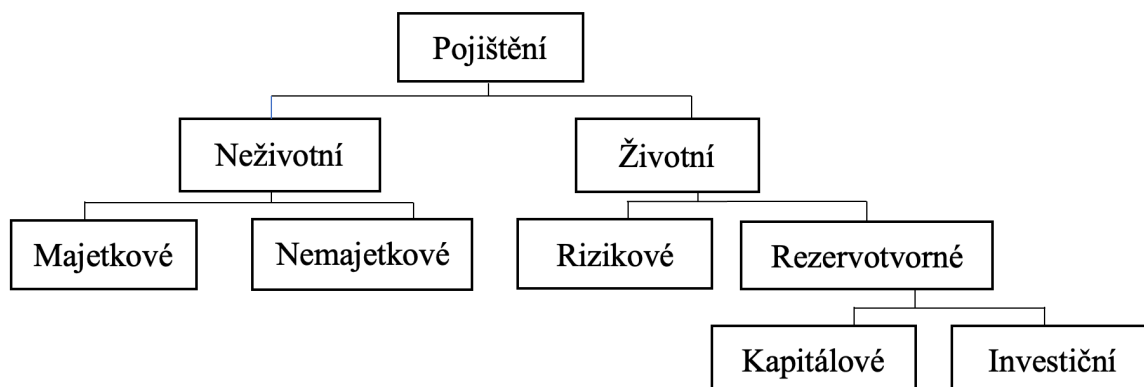 Pojištění
Neživotní
Životní
Majetkové
Nemajetkové
Rizikové
Rezervotvorné
Kapitálové
Investiční